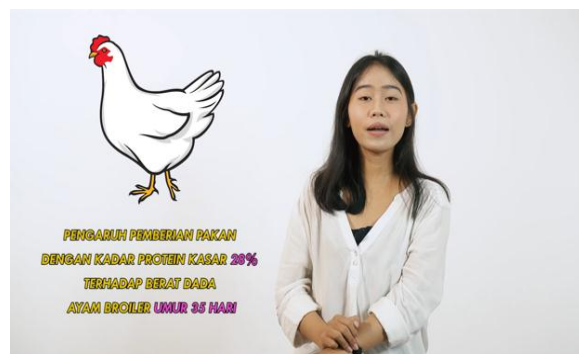 PENGARUH PEMBERIAN PAKAN
DENGAN KADAR PROTEIN KASAR 28%
TERHADAP BERAT DADA
AYAM BROILER UMUR 35 HARI